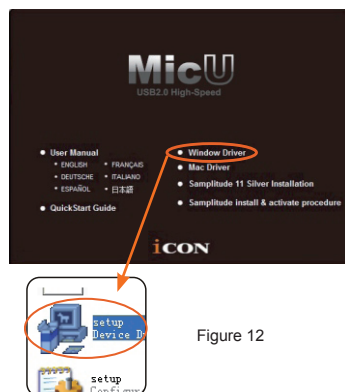 MicU
USB2.0 High-Speed
User Manual
ENGLISH
FRANÇAIS
DEUTSCHE
ITALIANO
ESPAÑOL
日本語
QuickStart Guide
Window Driver
Mac Driver
Samplitude 11 Silver Installation
Samplitude install & activate procedure
iCON
setup
Device D
setup
Configur
Figure 12